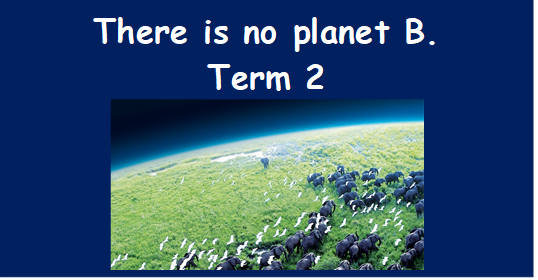 There is no planet B.
Term 2